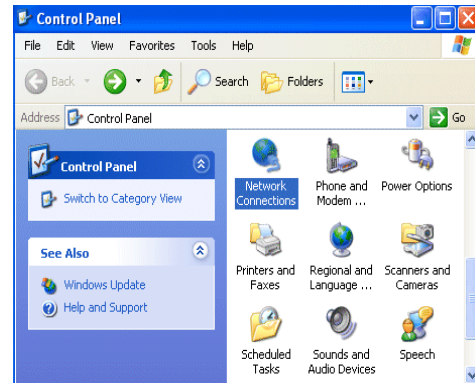 Control Panel
File Edit View Favorites Tools Help
Back Search Folders
Address Control Panel Go
Control Panel
Switch to Category View
See Also
Windows Update
Help and Support
Network Connections
Phone and Modem ...
Power Options
Printers and Faxes
Regional and Language ...
Scanners and Cameras
Scheduled Tasks
Sounds and Audio Devices
Speech